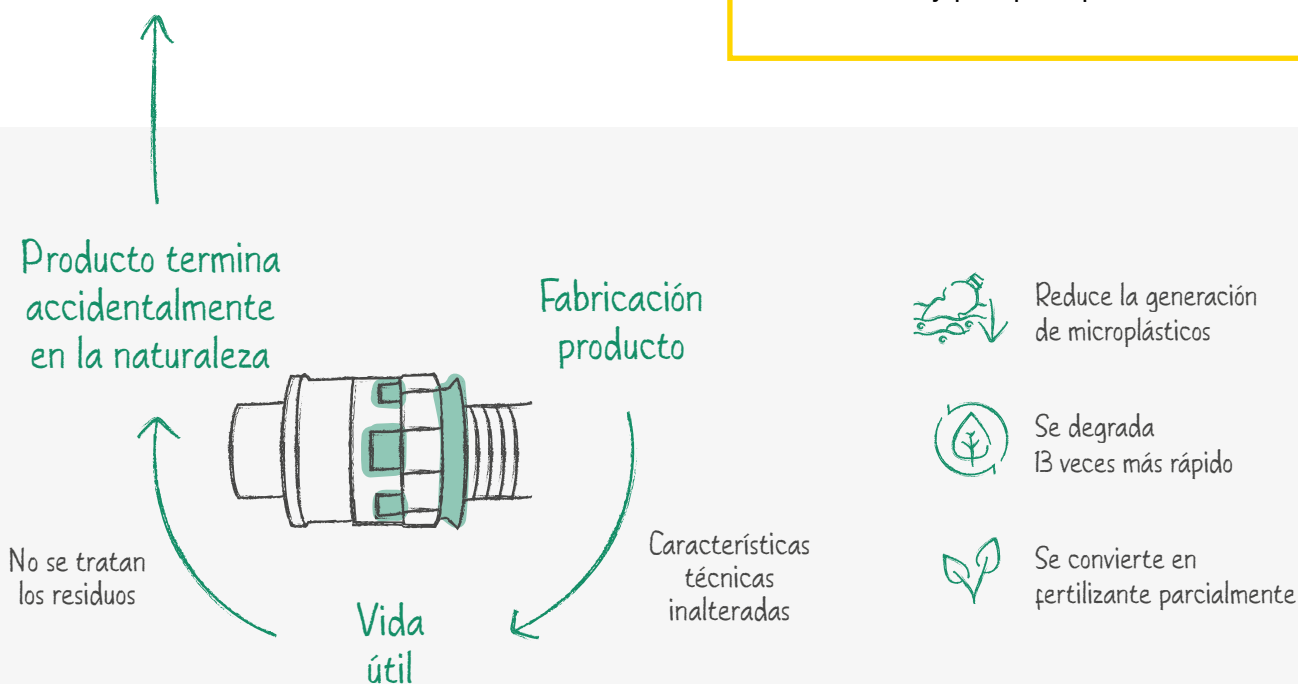 Producto termina
accidentalmente
en la naturaleza
Fabricación
producto
Características
técnicas
inalteradas
Vida
útil
No se tratan
los residuos
Reduce la generación
de microplásticos
Se degrada
13 veces más rápido
Se convierte en
fertilizante parcialmente